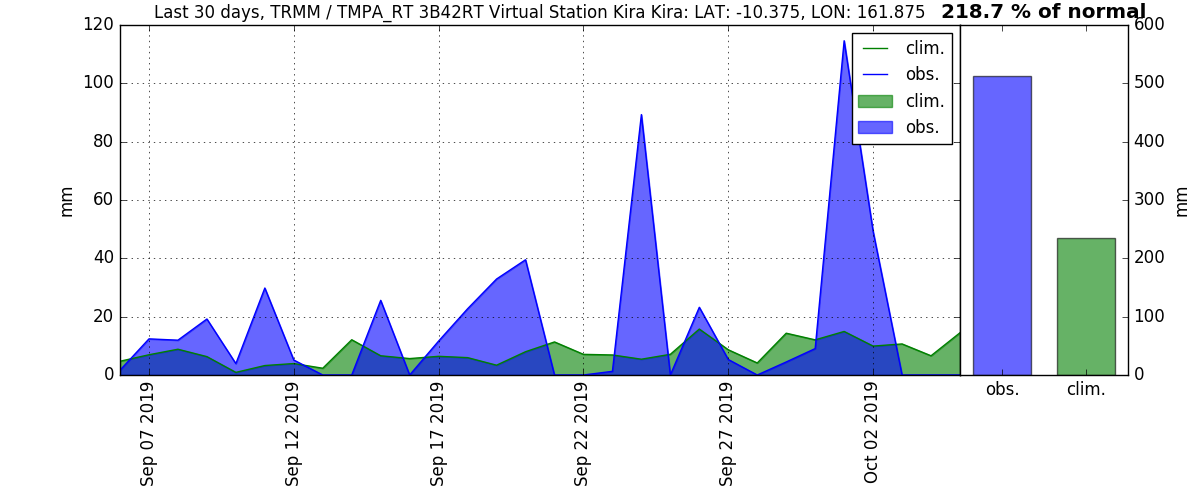 Last 30 days, TRMM / TMPA_RT 3B42RT Virtual Station Kira Kira: LAT: -10.375, LON: 161.875 218.7 % of normal
120
100
80
60
40
20
0
mm
clim.
obs.
clim.
obs.
Sep 07 2019
Sep 12 2019
Sep 17 2019
Sep 22 2019
Sep 27 2019
Oct 02 2019
600
500
400
300
200
100
0
mm
obs.
clim.